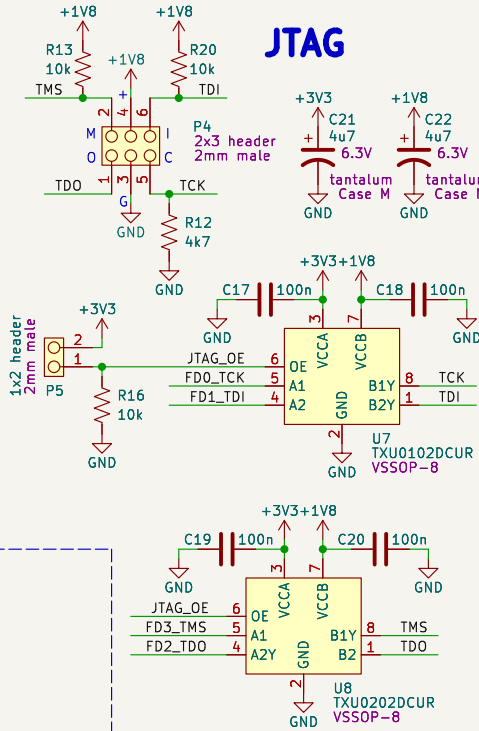 JTAG
+1V8
+1V8
R13
10k
+1V8
R20
10k
TMS
TDI
+
2
4
6
M
I
O
C
P4
2x3 header
2mm male
1
3
5
TDO
TCK
G
GND
R12
4k7
GND
+3V3
C21
4u7
+
6.3V
tantalum
Case M
GND
+1V8
C22
4u7
+
6.3V
tantalu
Case M
GND
+3V3
+1V8
C17
100n
C18
100n
GND
GND
3
7
VCCA
VCCB
1x2 header
2mm male
+3V3
2
1
P5
R16
10k
GND
JTAG_OE
6
OE
FD0_TCK
5
A1
B1Y
8
TCK
FD1_TDI
4
A2
B2Y
1
TDI
GND
2
GND
U7
TXU0102DCUR
VSSOP-8
+3V3
+1V8
C19
100n
C20
100n
GND
GND
3
7
VCCA
VCCB
JTAG_OE
6
OE
FD3_TMS
5
A1
B1Y
8
TMS
FD2_TDO
4
A2Y
B2
1
TDO
GND
2
GND
U8
TXU0202DCUR
VSSOP-8